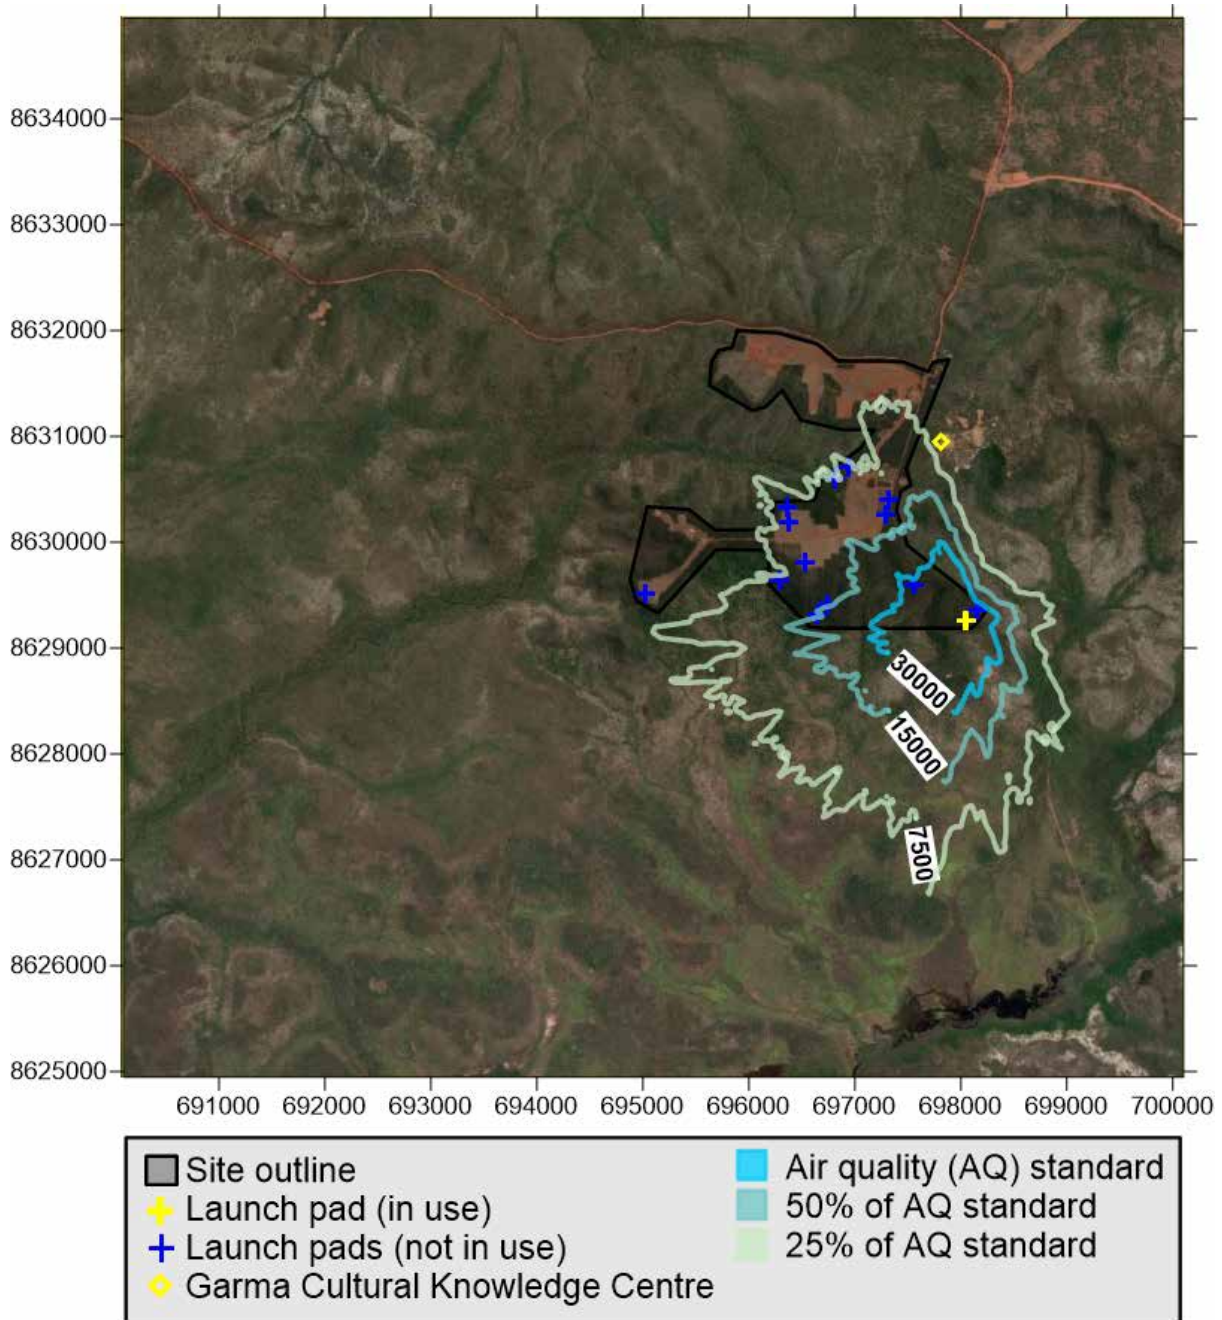 8634000
8633000
8632000
8631000
8630000
8629000
8628000
8627000
8626000
8625000
30000
15000
7500
691000 692000 693000 694000 695000 696000 697000 698000 699000 700000
Site outline
Launch pad (in use)
Launch pads (not in use)
Garma Cultural Knowledge Centre
Air quality (AQ) standard
50% of AQ standard
25% of AQ standard